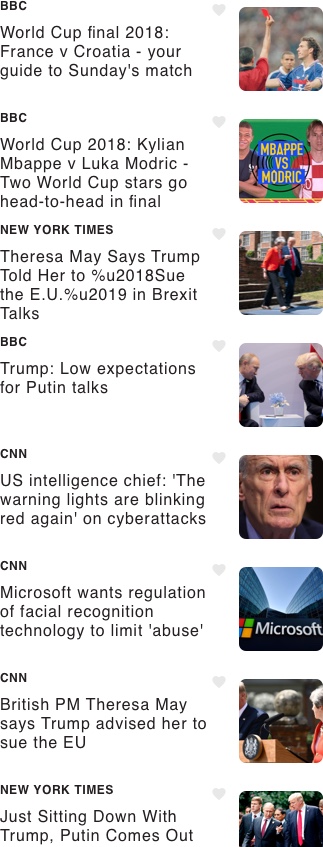 BBC
World Cup final 2018:
France v Croatia - your
guide to Sunday's match
BBC
World Cup 2018: Kylian
Mbappe v Luka Modric -
Two World Cup stars go
head-to-head in final
MBAPPE
VS
MODRIC
NEW YORK TIMES
Theresa May Says Trump
Told Her to %u2018Sue
the E.U.%u2019 in Brexit
Talks
BBC
Trump: Low expectations
for Putin talks
CNN
US intelligence chief: 'The
warning lights are blinking
red again' on cyberattacks
CNN
Microsoft wants regulation
of facial recognition
technology to limit 'abuse'
Microsoft
CNN
British PM Theresa May
says Trump advised her to
sue the EU
NEW YORK TIMES
Just Sitting Down With
Trump, Putin Comes Out